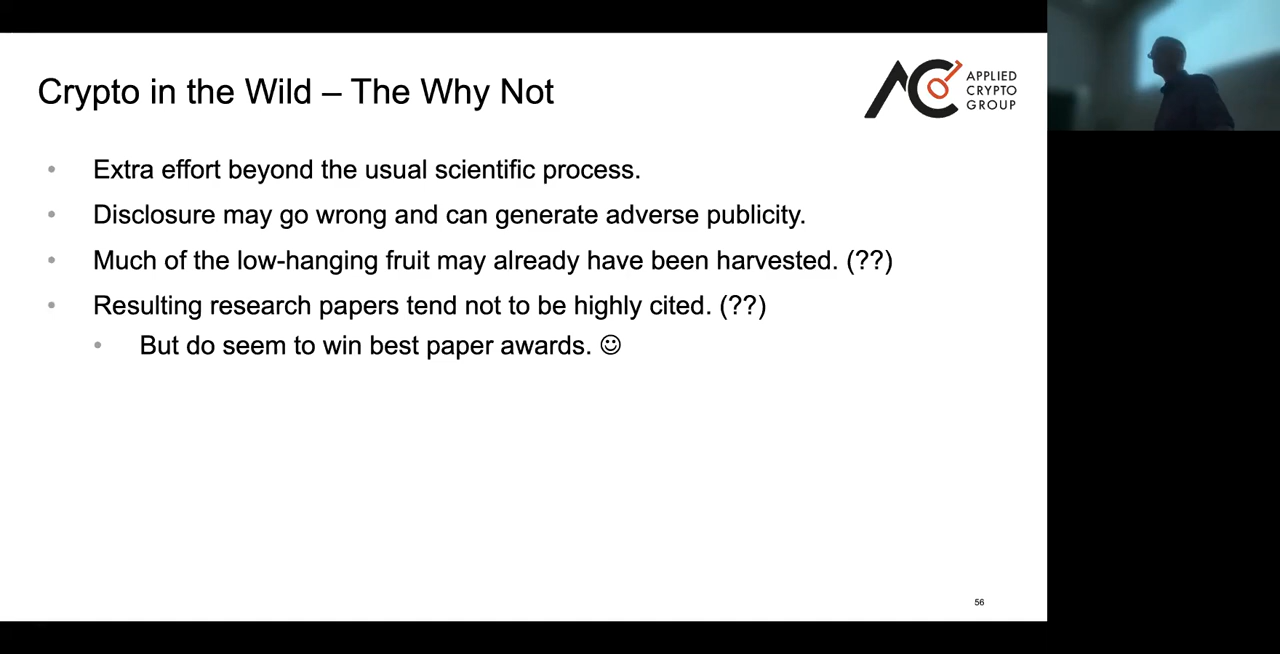 Crypto in the Wild – The Why Not
APPLIED
CRYPTO
GROUP
• Extra effort beyond the usual scientific process.
• Disclosure may go wrong and can generate adverse publicity.
• Much of the low-hanging fruit may already have been harvested. (??)
• Resulting research papers tend not to be highly cited. (??)
• But do seem to win best paper awards. ☺
56